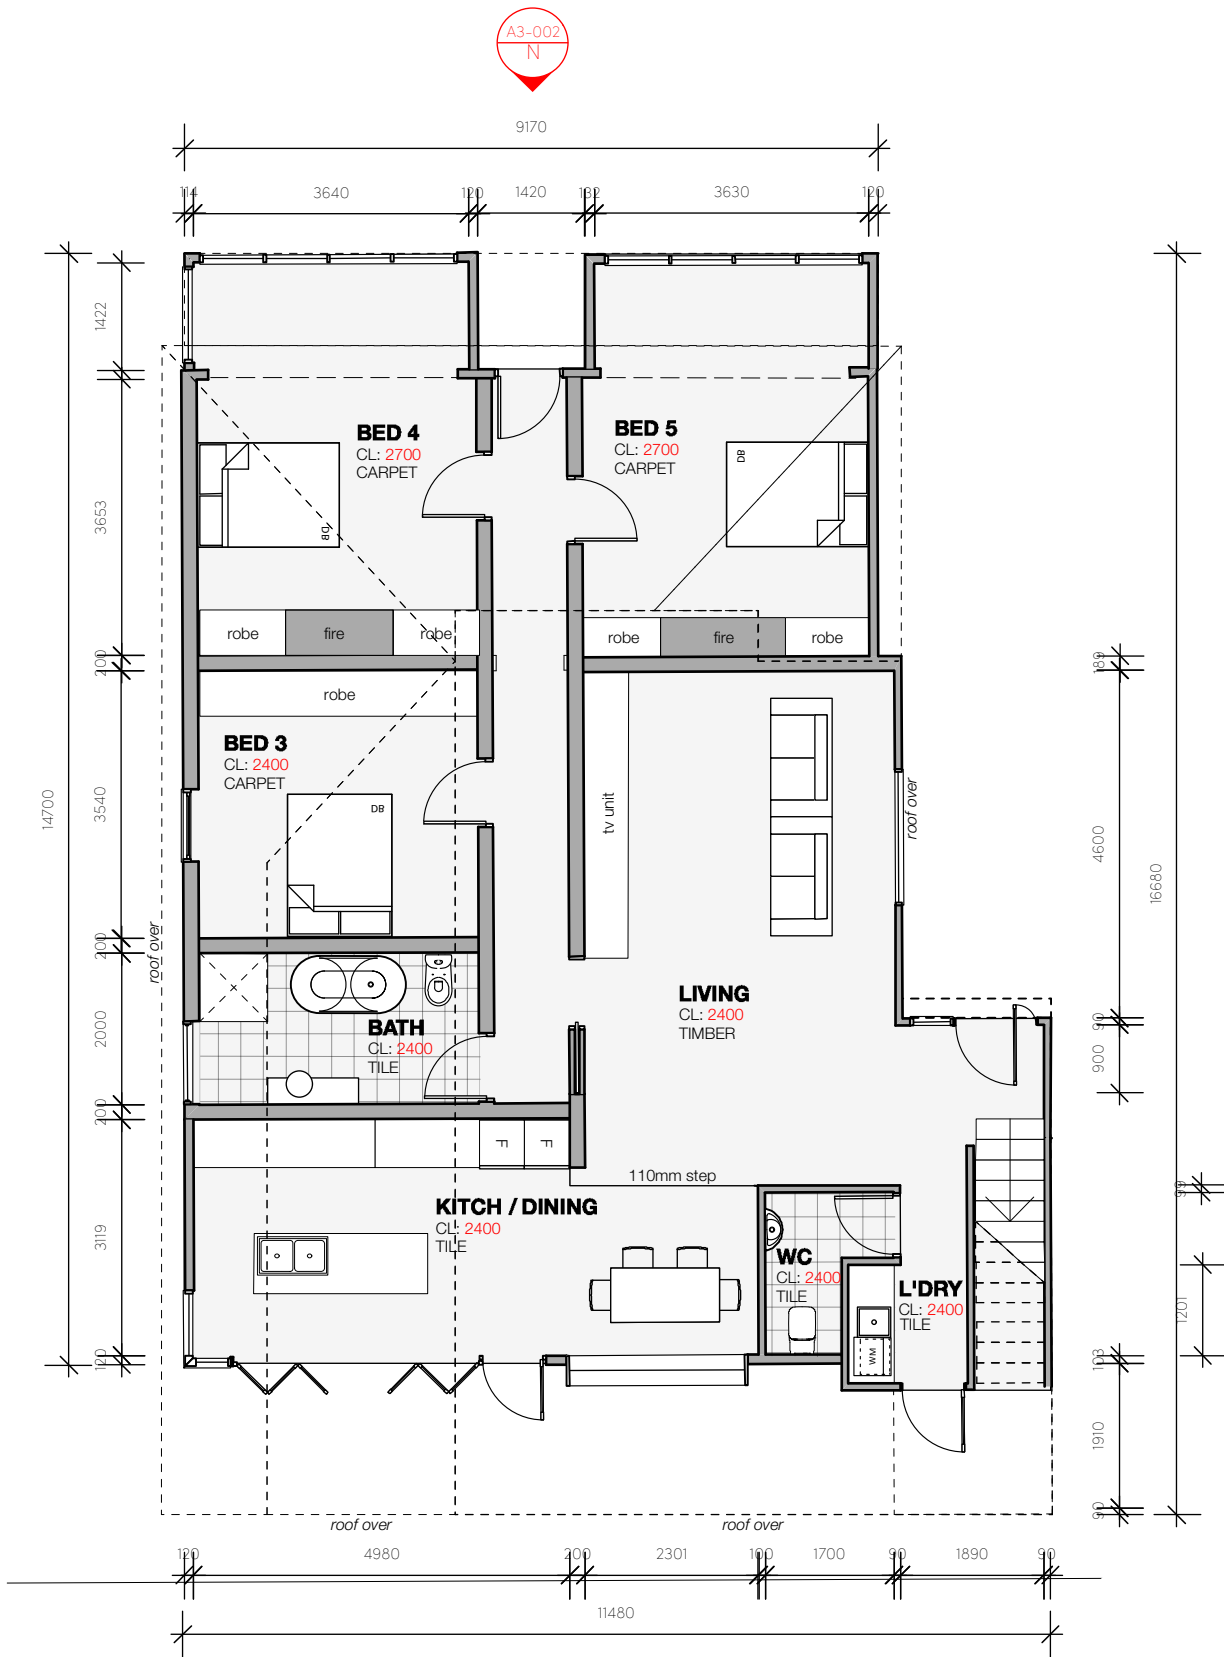 A3-002
N
9170
114
3640
120
1420
132
3630
120
1422
3653
200
3540
200
2000
200
3119
120
14700
BED 4
CL: 2700
CARPET
DB
BED 5
CL: 2700
CARPET
DB
robe
fire
robe
robe
fire
robe
robe
BED 3
CL: 2400
CARPET
DB
tv unit
roof over
roof over
LIVING
CL: 2400
TIMBER
BATH
CL: 2400
TILE
F
F
110mm step
KITCH / DINING
CL: 2400
TILE
WC
CL: 2400
TILE
L'DRY
CL: 2400
TILE
WM
189
4600
16680
90
900
99
1201
103
1910
90
roof over
roof over
120
4980
200
2301
100
1700
90
1890
90
11480